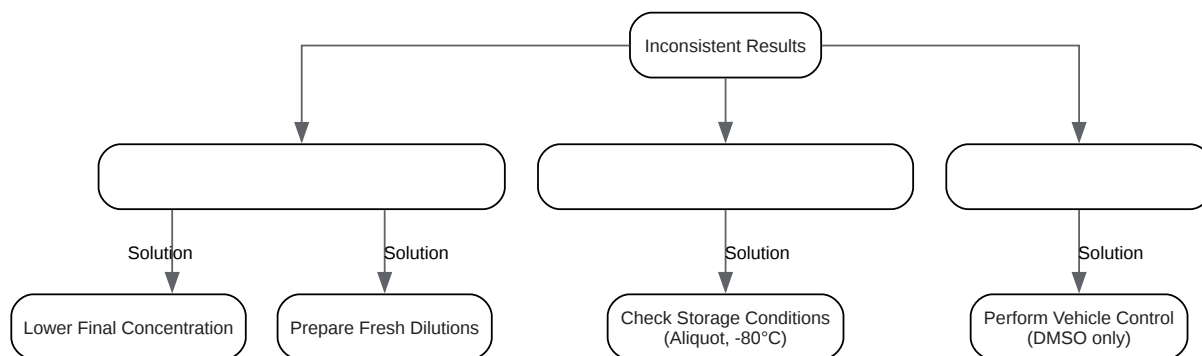 Inconsistent Results
Solution
Solution
Solution
Solution
Lower Final Concentration
Prepare Fresh Dilutions
Check Storage Conditions
(Aliquot, -80°C)
Perform Vehicle Control
(DMSO only)